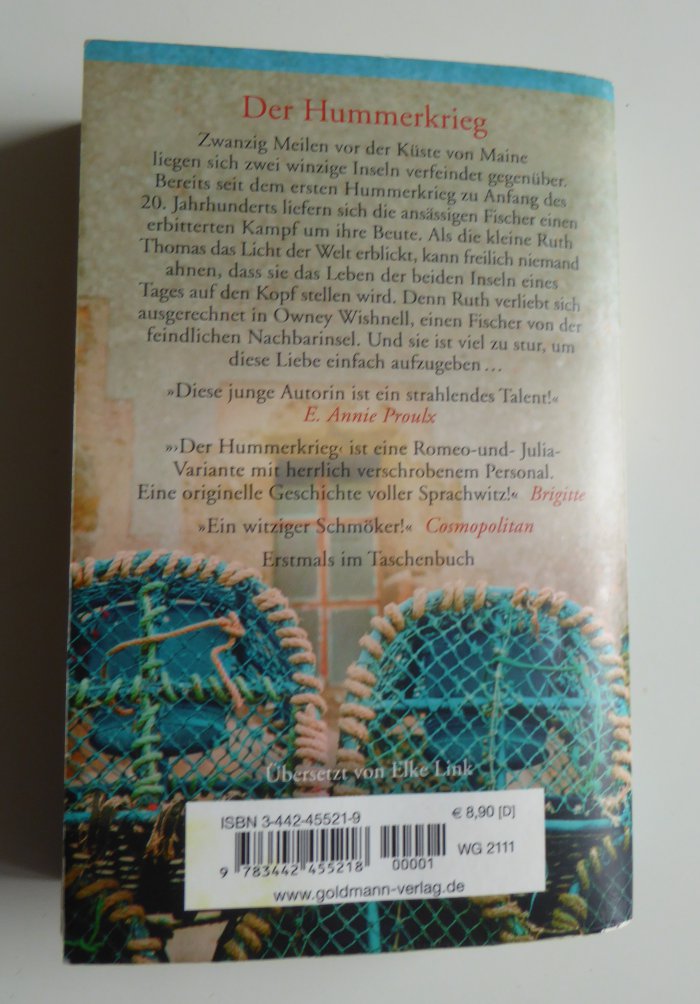 Der Hummerkrieg
Zwanzig Meilen vor der Küste von Maine
liegen sich zwei winzige Inseln verfeindet gegenüber.
Bereits seit dem ersten Hummerkrieg zu Anfang des
20. Jahrhunderts liefern sich die ansässigen Fischer einen
erbitterten Kampf um ihre Beute. Als die kleine Ruth
Thomas das Licht der Welt erblickt, kann freilich niemand
ahnen, dass sie das Leben der beiden Inseln eines
Tages auf den Kopf stellen wird. Denn Ruth verliebt sich
ausgerechnet in Owney Wishnell, einen Fischer von der
feindlichen Nachbarinsel. Und sie ist viel zu stur, um
diese Liebe einfach aufzugeben ...
»Diese junge Autorin ist ein strahlendes Talent!«
E. Annie Proulx
»›Der Hummerkrieg‹ ist eine Romeo-und- Julia-
Variante mit herrlich verschrobenem Personal.
Eine originelle Geschichte voller Sprachwitz!« Brigitte
»Ein witziger Schmöker!« Cosmopolitan
Erstmals im Taschenbuch
Übersetzt von Elke Link
ISBN 3-442-45521-9 € 8,90 [D]
00001 WG 2111
9 783442 455218
www.goldmann-verlag.de